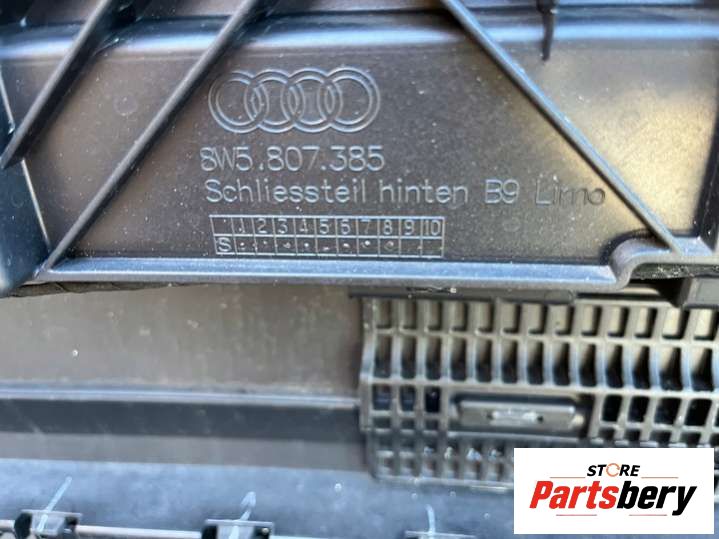 8W5.807.385
Schliessteil hinten B9 Limo
1 2 3 4 5 6 7 8 9 10
S
STORE
Partsbery